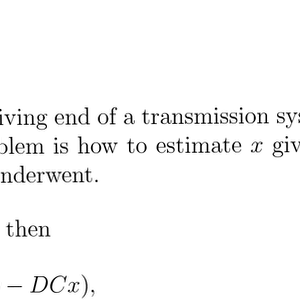 iving end of a transmission sys
blem is how to estimate x giv
nderwent.
then
− DCx),